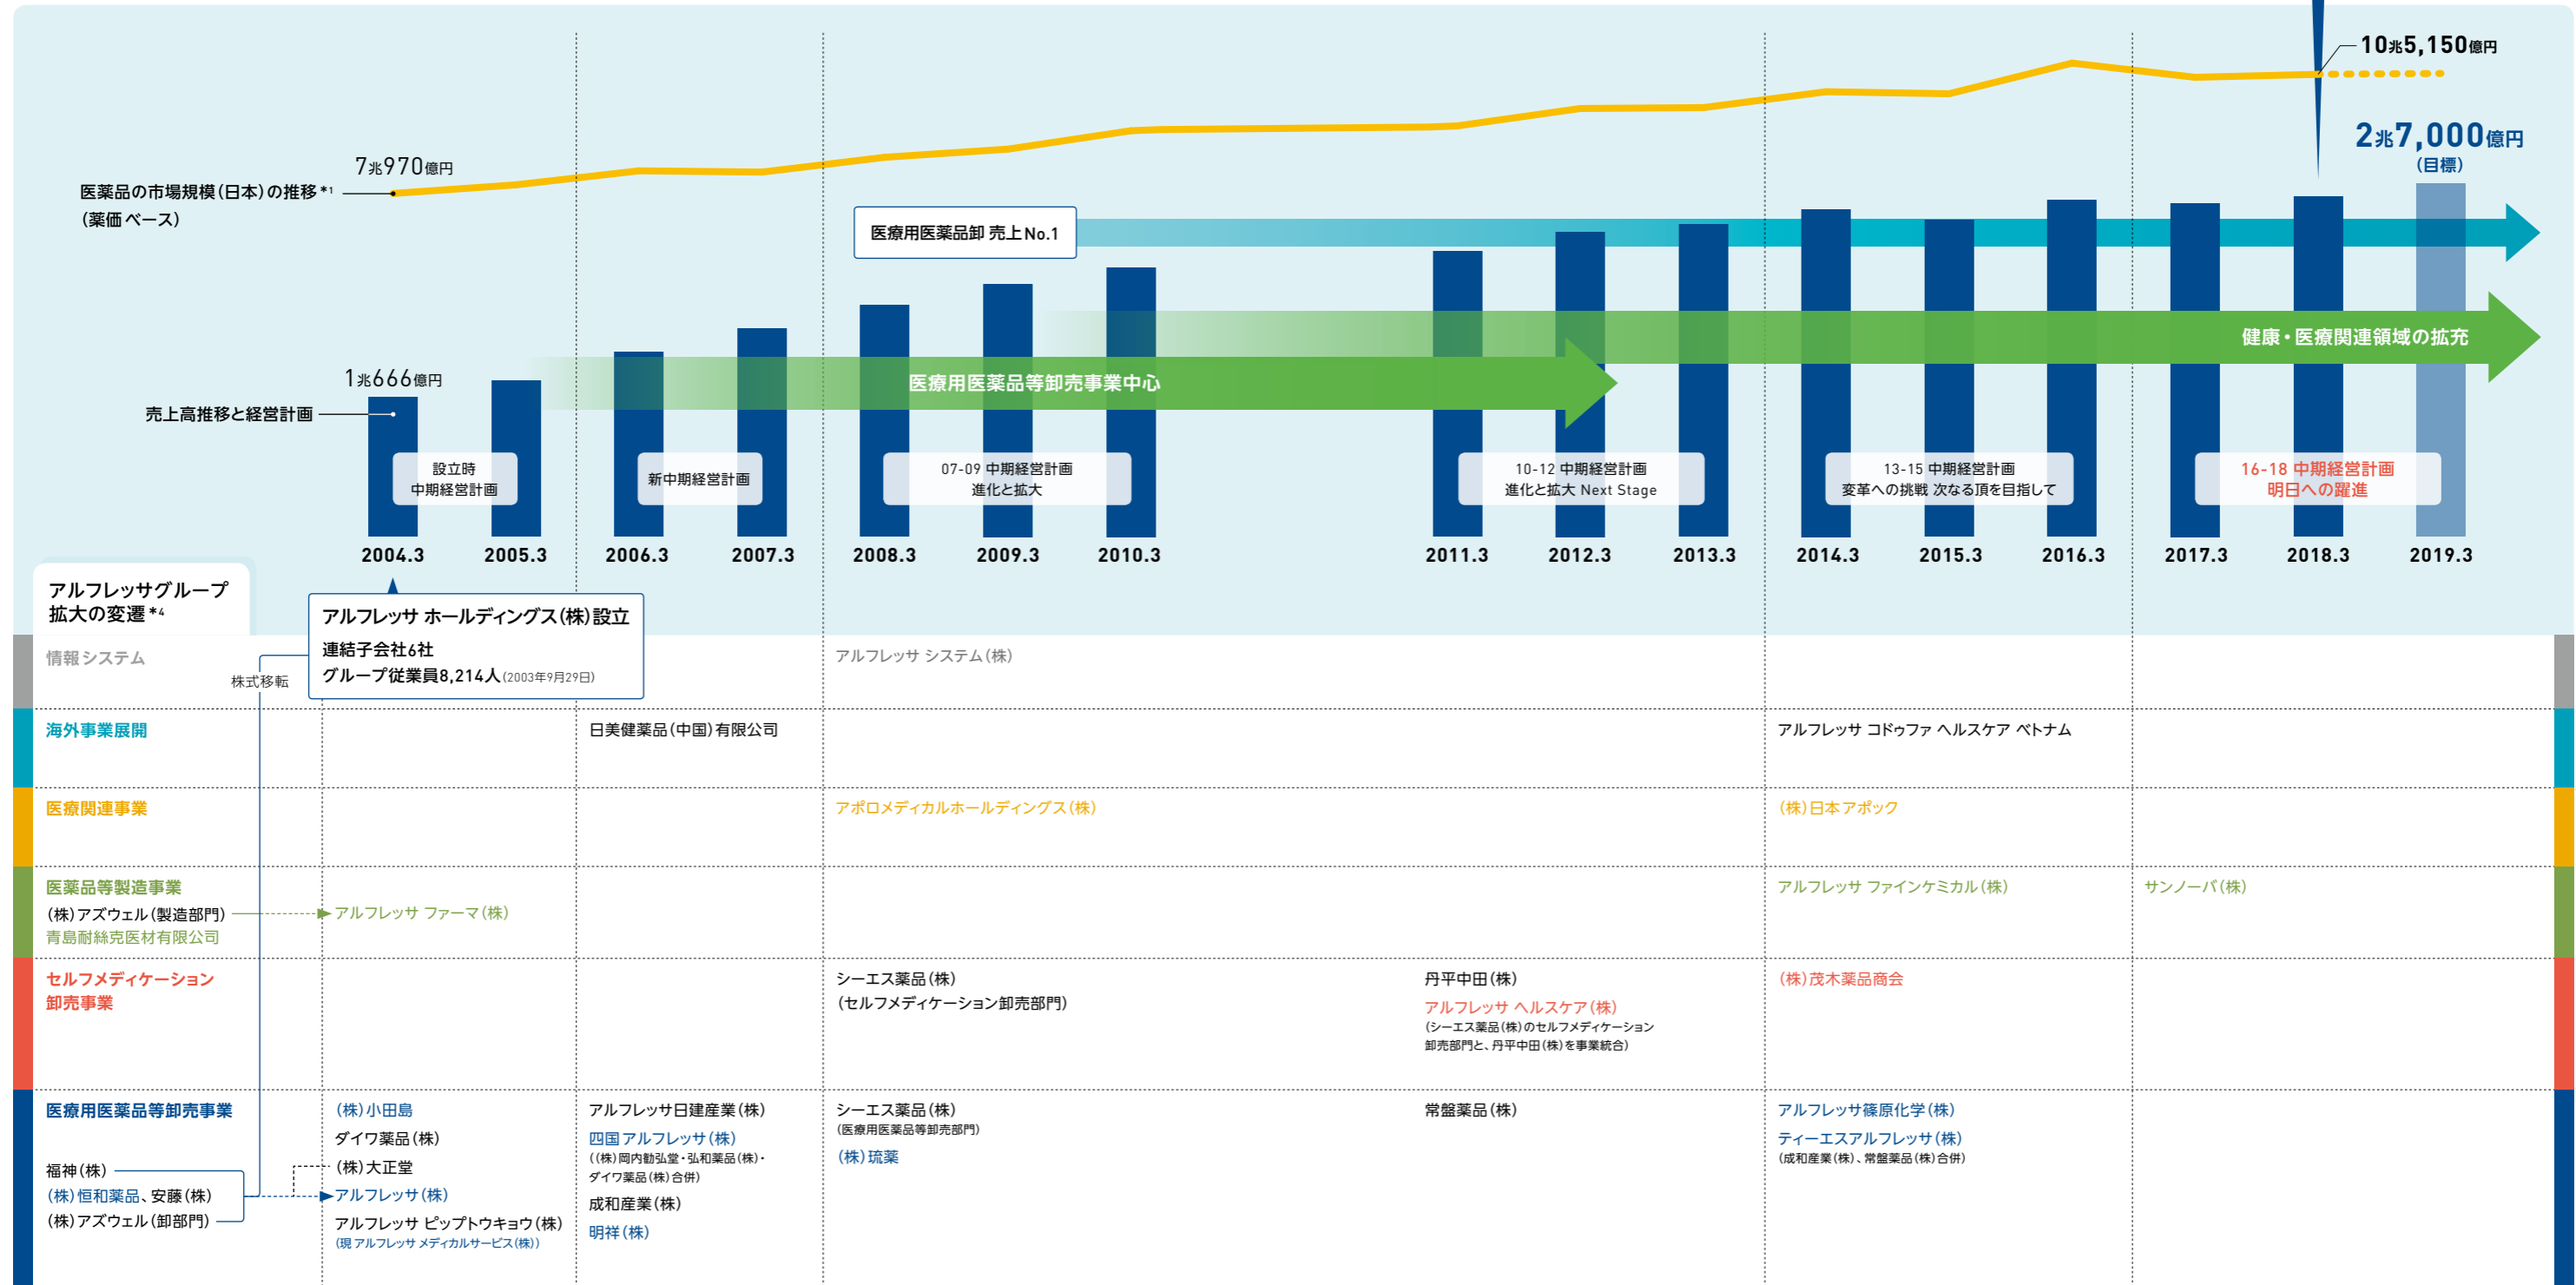 10兆5,150億円
2兆7,000億円
(目標)
7兆970億円
医薬品の市場規模(日本)の推移*1
(薬価ベース)
医療用医薬品卸 売上No.1
健康・医療関連領域の拡充
医療用医薬品等卸売事業中心
1兆666億円
売上高推移と経営計画
設立時
中期経営計画
新中期経営計画
07-09 中期経営計画
進化と拡大
10-12 中期経営計画
進化と拡大 Next Stage
13-15 中期経営計画
変革への挑戦 次なる頂を目指して
16-18 中期経営計画
明日への躍進
2004.3 2005.3 2006.3 2007.3 2008.3 2009.3 2010.3 2011.3 2012.3 2013.3 2014.3 2015.3 2016.3 2017.3 2018.3 2019.3
アルフレッサグループ
拡大の変遷*4
アルフレッサ ホールディングス(株)設立
連結子会社6社
グループ従業員8,214人(2003年9月29日)
株式移転
情報システム
アルフレッサ システム(株)
海外事業展開
日美健薬品(中国)有限公司
アルフレッサ コドゥファ ヘルスケア ベトナム
医療関連事業
アポロメディカルホールディングス(株)
(株)日本アポック
医薬品等製造事業
(株)アズウェル(製造部門)
青島耐絲克医材有限公司
アルフレッサ ファーマ(株)
アルフレッサ ファインケミカル(株)
サンノーバ(株)
セルフメディケーション
卸売事業
シーエス薬品(株)
(セルフメディケーション卸売部門)
丹平中田(株)
アルフレッサ ヘルスケア(株)
(シーエス薬品(株)のセルフメディケーション
卸売部門と、丹平中田(株)を事業統合)
(株)茂木薬品商会
医療用医薬品等卸売事業
福神(株)
(株)恒和薬品、安藤(株)
(株)アズウェル(卸部門)
(株)小田島
ダイワ薬品(株)
(株)大正堂
アルフレッサ(株)
アルフレッサ ピップトウキョウ(株)
(現 アルフレッサ メディカルサービス(株))
アルフレッサ日建産業(株)
四国アルフレッサ(株)
((株)岡内勧弘堂・弘和薬品(株)・
ダイワ薬品(株)合併)
成和産業(株)
明祥(株)
シーエス薬品(株)
(医療用医薬品等卸売部門)
(株)琉薬
常盤薬品(株)
アルフレッサ篠原化学(株)
ティーエスアルフレッサ(株)
(成和産業(株)、常盤薬品(株)合併)